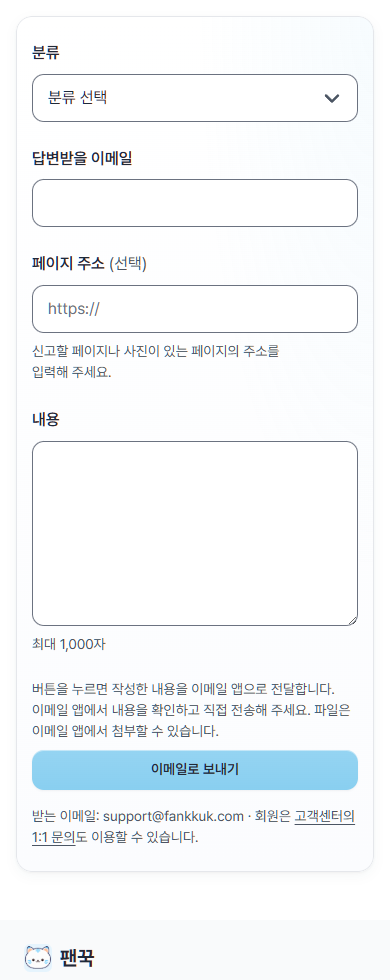 분류
분류 선택
답변받을 이메일
페이지 주소 (선택)
https://
신고할 페이지나 사진이 있는 페이지의 주소를
입력해 주세요.
내용
최대 1,000자
버튼을 누르면 작성한 내용을 이메일 앱으로 전달합니다.
이메일 앱에서 내용을 확인하고 직접 전송해 주세요. 파일은
이메일 앱에서 첨부할 수 있습니다.
이메일로 보내기
받는 이메일: support@fankkuk.com · 회원은 고객센터의
1:1 문의도 이용할 수 있습니다.
팬꾹